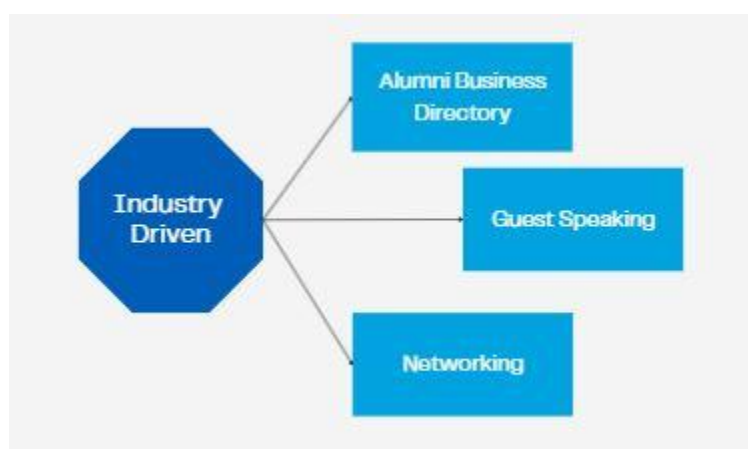 Alumni Business
Directory
Industry
Driven
Guest Speaking
Networking